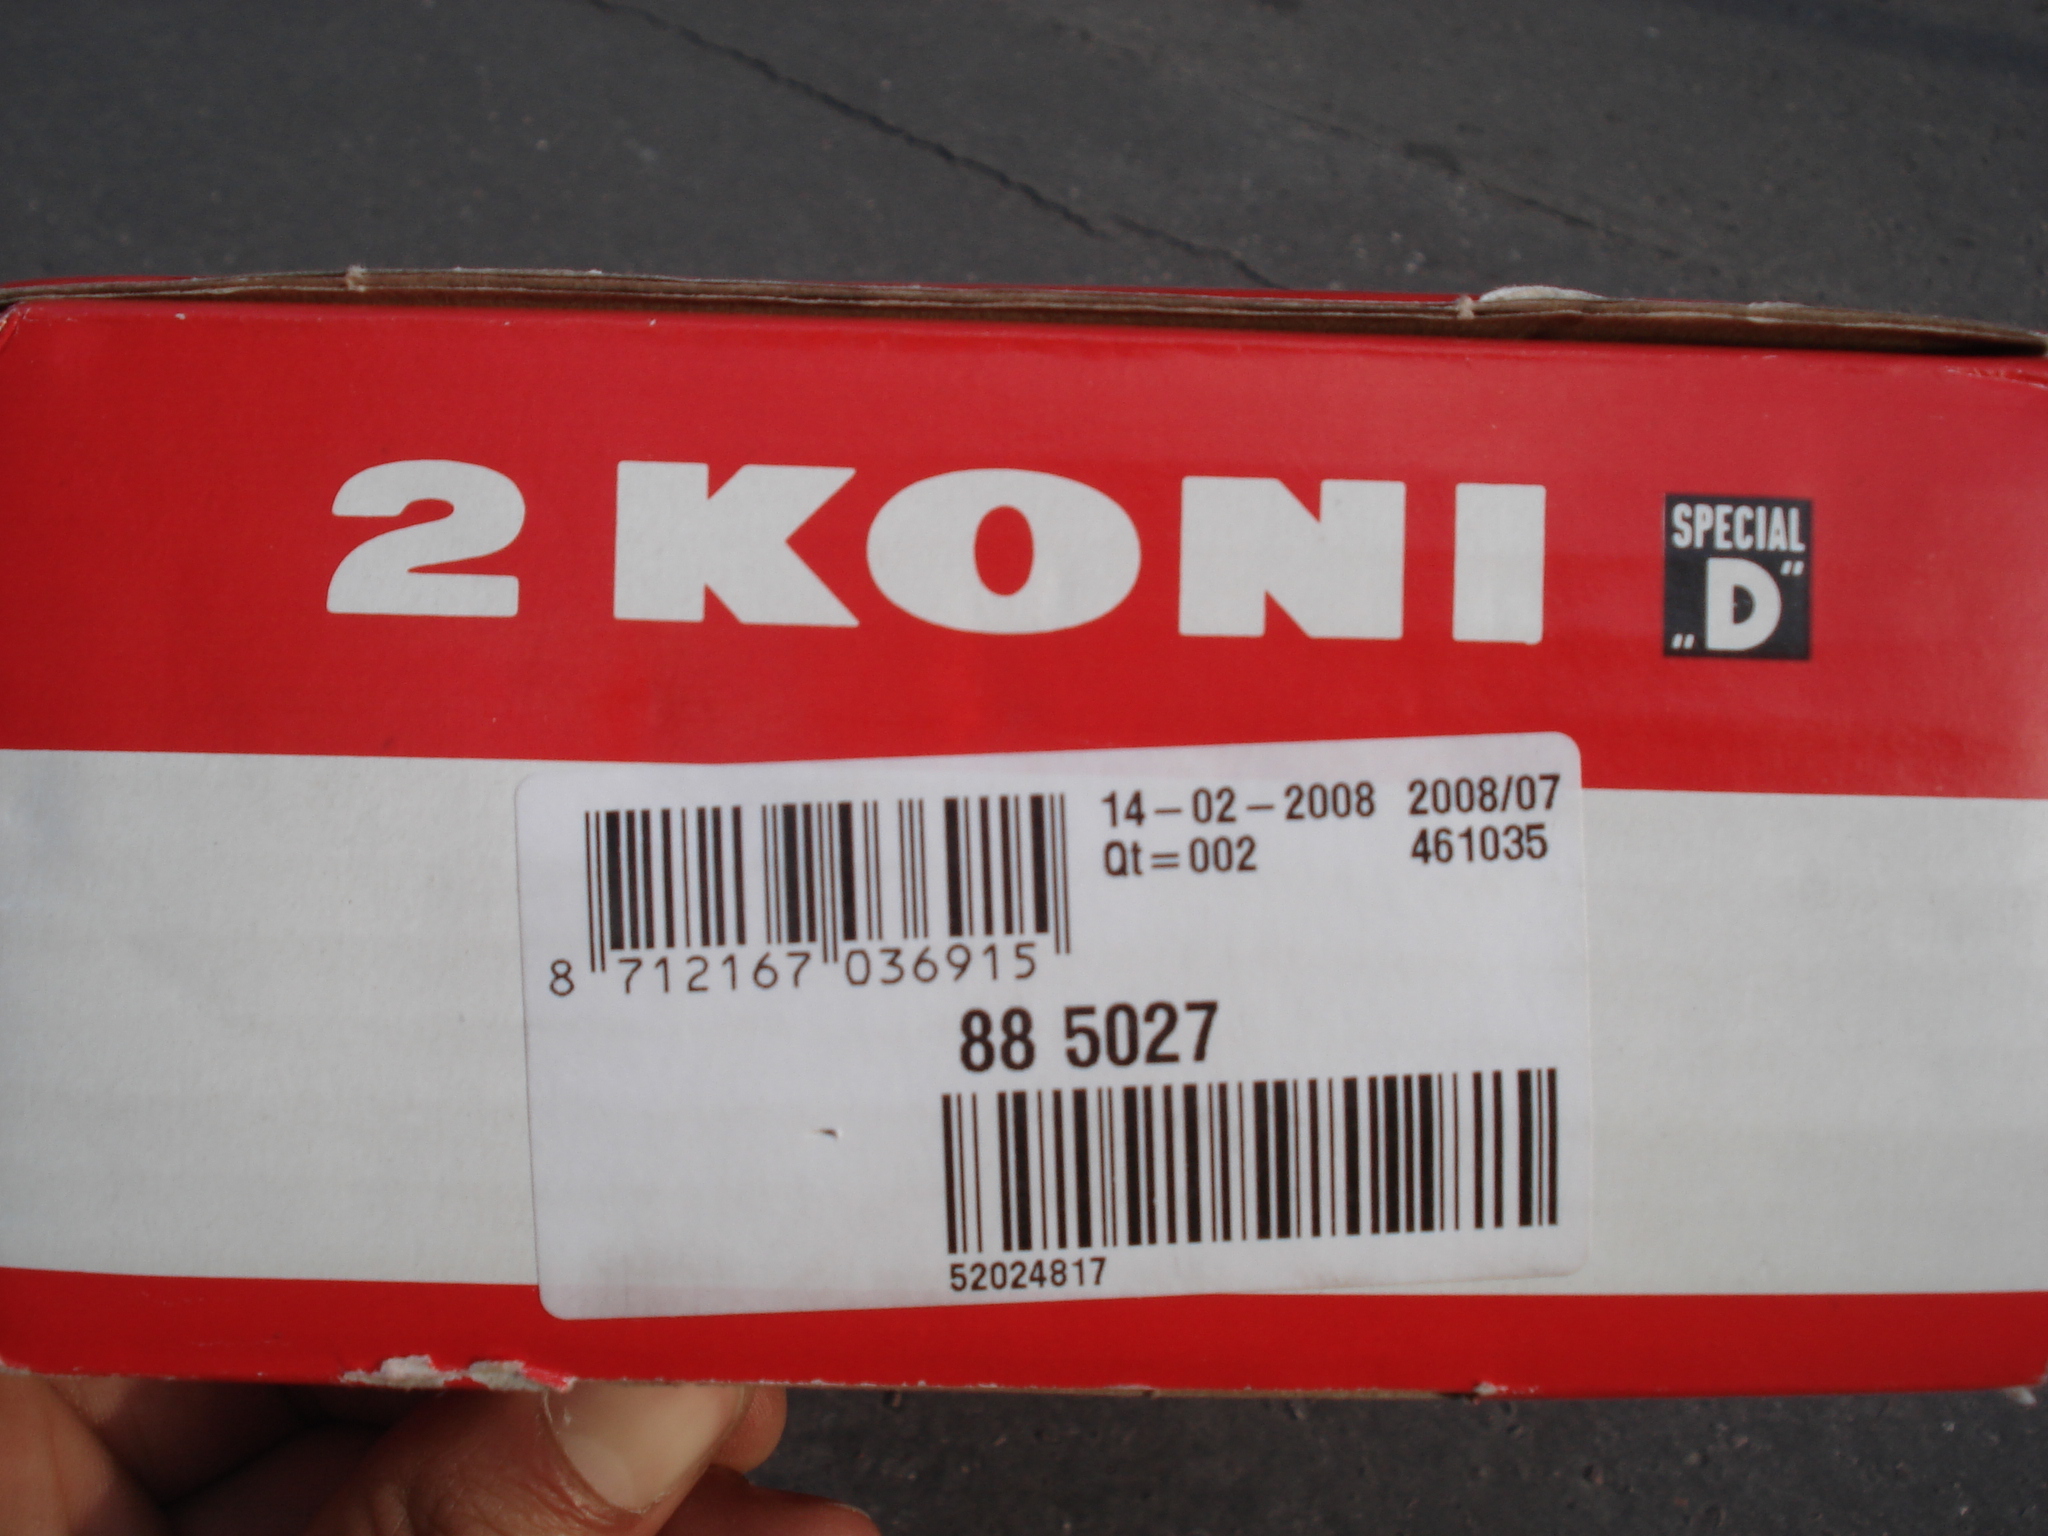 2 KONI
SPECIAL
„D”
14-02-2008 2008/07
Qt=002 461035
8 712167 036915
88 5027
52024817